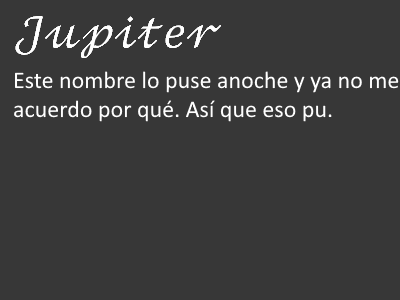 Jupiter
Este nombre lo puse anoche y ya no me
acuerdo por qué. Así que eso pu.